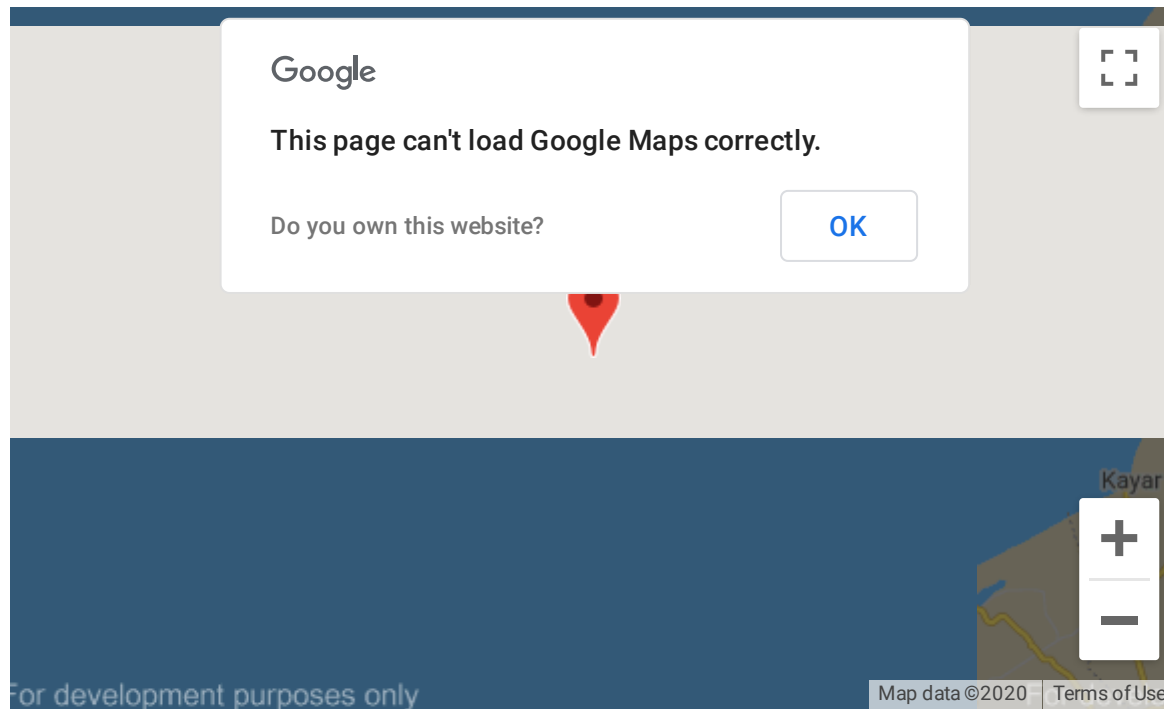 Google
This page can't load Google Maps correctly.
Do you own this website?
OK
Kayar
For development purposes only
Map data ©2020
Terms of Use